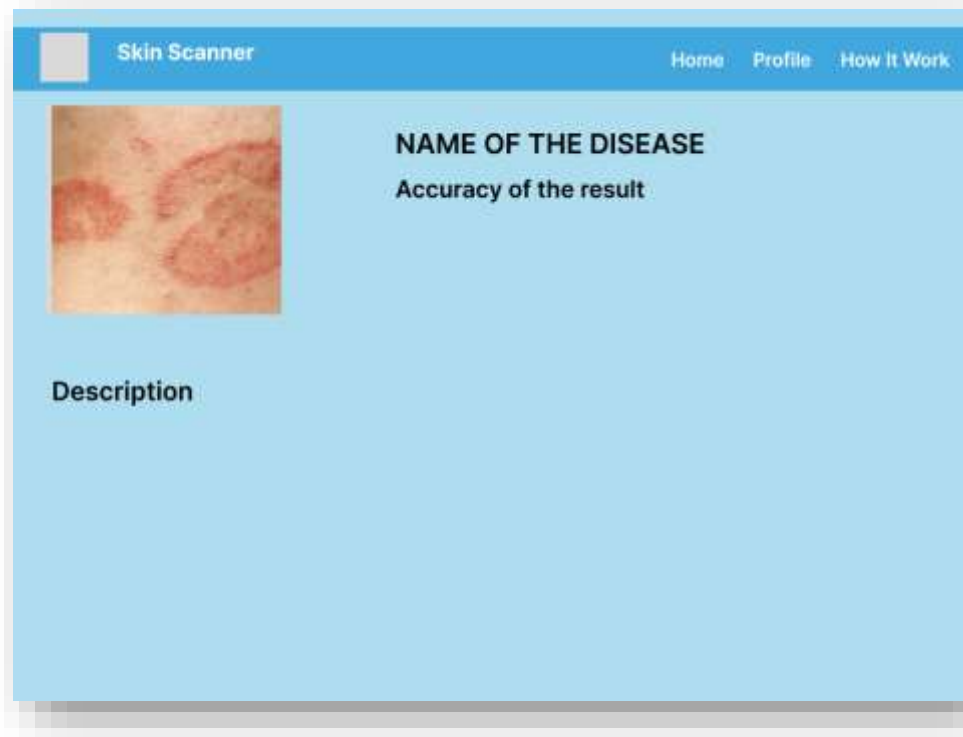 Skin Scanner
Home Profile How It Work
NAME OF THE DISEASE
Accuracy of the result
Description